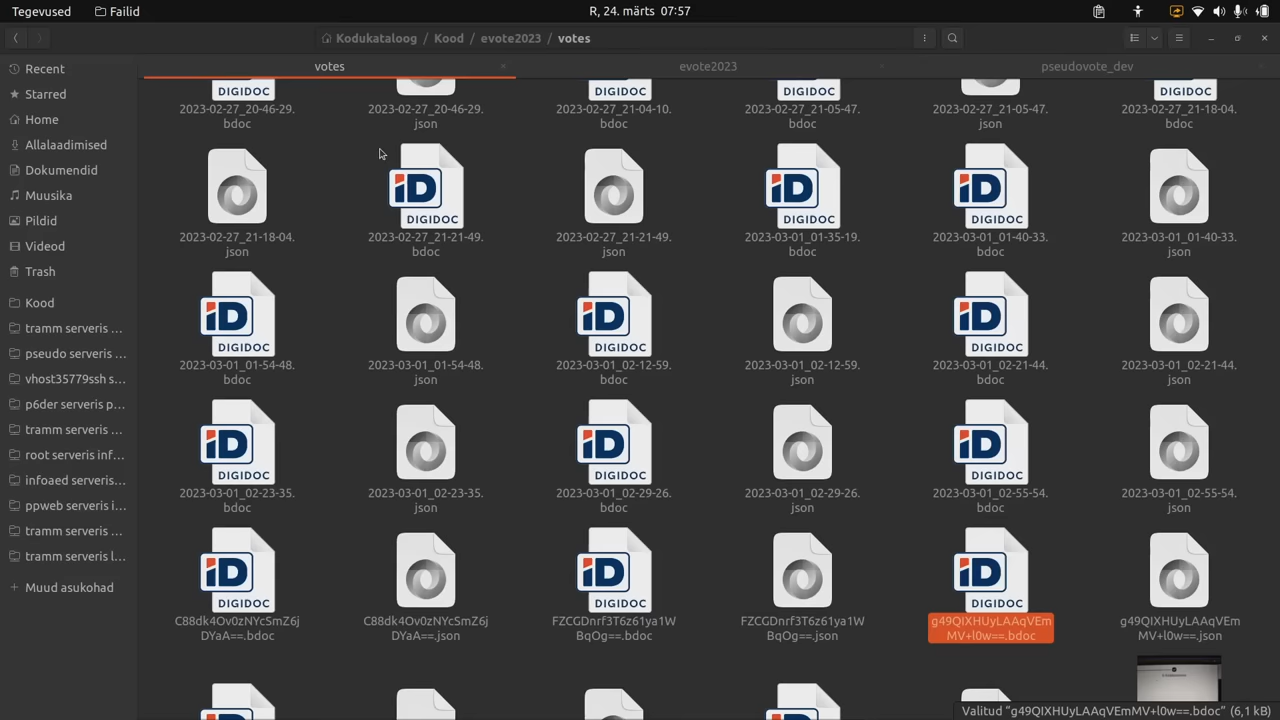 Tegevused
Failid
R, 24. märts 07:57
Kodukataloog / Kood / evote2023 / votes
votes
evote2023
pseudovote_dev
Recent
Starred
Home
Allalaadimised
Dokumendid
Muusika
Pildid
Videod
Trash
Kood
tramm serveris ...
pseudo serveris ...
vhost35779ssh s...
p6der serveris p...
tramm serveris ...
root serveris inf...
infoaed serveris...
ppweb serveris i...
tramm serveris ...
tramm serveris l...
Muud asukohad
DIGIDOC DIGIDOC DIGIDOC DIGIDOC
2023-02-27_20-46-29.
bdoc
2023-02-27_20-46-29.
json
2023-02-27_21-04-10.
bdoc
2023-02-27_21-05-47.
bdoc
2023-02-27_21-05-47.
json
2023-02-27_21-18-04.
bdoc
iD DIGIDOC iD DIGIDOC iD DIGIDOC
2023-02-27_21-18-04.
json
2023-02-27_21-21-49.
bdoc
2023-02-27_21-21-49.
json
2023-03-01_01-35-19.
bdoc
2023-03-01_01-40-33.
bdoc
2023-03-01_01-40-33.
json
iD DIGIDOC iD DIGIDOC iD DIGIDOC
2023-03-01_01-54-48.
bdoc
2023-03-01_01-54-48.
json
2023-03-01_02-12-59.
bdoc
2023-03-01_02-12-59.
json
2023-03-01_02-21-44.
bdoc
2023-03-01_02-21-44.
json
iD DIGIDOC iD DIGIDOC iD DIGIDOC
2023-03-01_02-23-35.
bdoc
2023-03-01_02-23-35.
json
2023-03-01_02-29-26.
bdoc
2023-03-01_02-29-26.
json
2023-03-01_02-55-54.
bdoc
2023-03-01_02-55-54.
json
iD DIGIDOC iD DIGIDOC iD DIGIDOC
C88dk4Ov0zNYcSmZ6j
DYaA==.bdoc
C88dk4Ov0zNYcSmZ6j
DYaA==.json
FZCGDnrf3T6z61ya1W
BqOg==.bdoc
FZCGDnrf3T6z61ya1W
BqOg==.json
g49QIXHUyLAAqVEm
MV+l0w==.bdoc
g49QIXHUyLAAqVEm
MV+l0w==.json
Valitud “g49QIXHUyLAAqVEmMV+l0w==.bdoc” (6,1 kB)